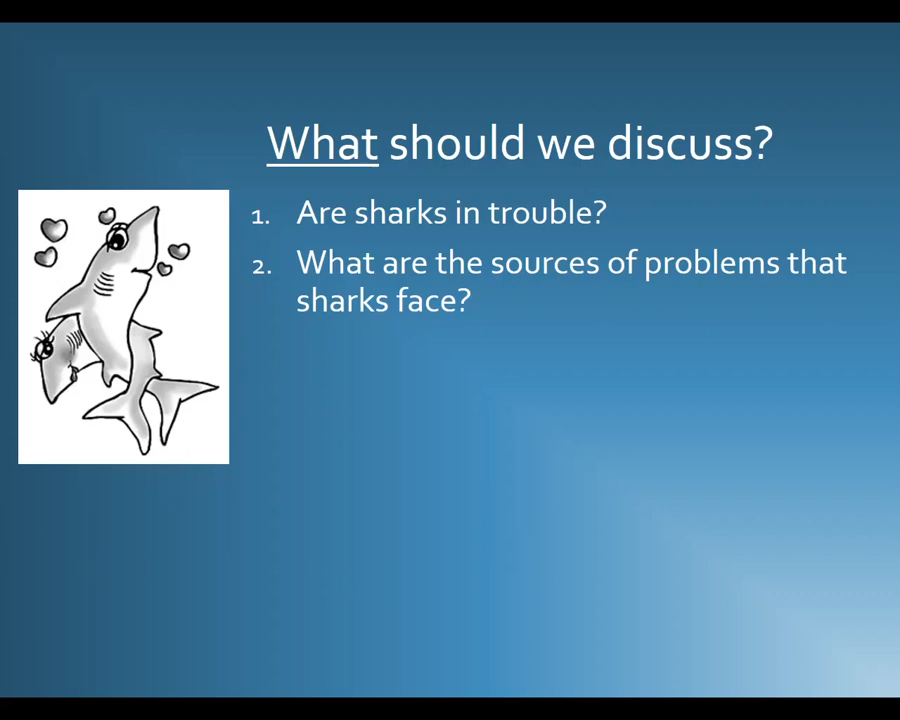 What should we discuss?
1. Are sharks in trouble?
2. What are the sources of problems that
sharks face?